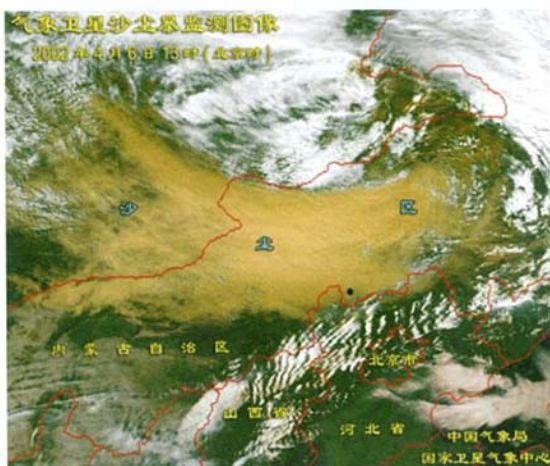 气象卫星沙尘暴监测图像
2002年4月6日13时(北京时)
沙 尘 区
内蒙古自治区
北京市
山西省
河北省
中国气象局
国家卫星气象中心